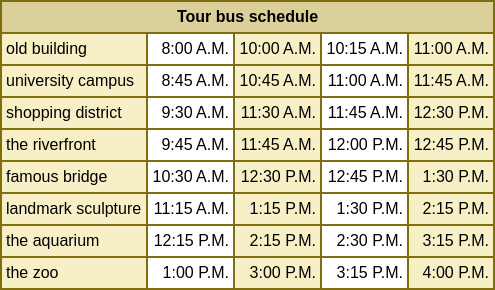 Tour bus schedule
old building 8:00 A.M. 10:00 A.M. 10:15 A.M. 11:00 A.M.
university campus 8:45 A.M. 10:45 A.M. 11:00 A.M. 11:45 A.M.
shopping district 9:30 A.M. 11:30 A.M. 11:45 A.M. 12:30 P.M.
the riverfront 9:45 A.M. 11:45 A.M. 12:00 P.M. 12:45 P.M.
famous bridge 10:30 A.M. 12:30 P.M. 12:45 P.M. 1:30 P.M.
landmark sculpture 11:15 A.M. 1:15 P.M. 1:30 P.M. 2:15 P.M.
the aquarium 12:15 P.M. 2:15 P.M. 2:30 P.M. 3:15 P.M.
the zoo 1:00 P.M. 3:00 P.M. 3:15 P.M. 4:00 P.M.